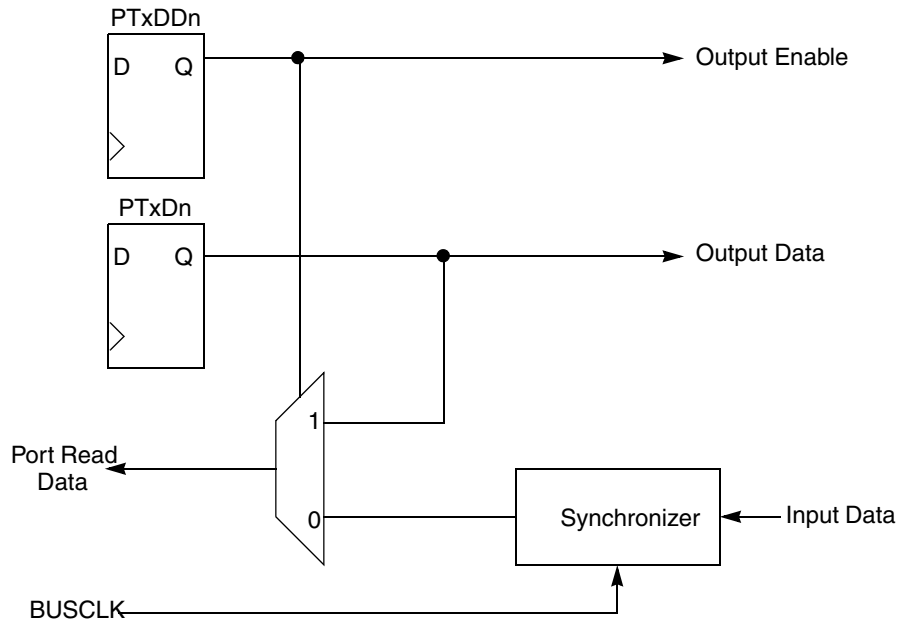 PTxDDn
D Q
Output Enable
PTxDn
D Q
Output Data
1
Port Read
Data
0
Synchronizer
Input Data
BUSCLK